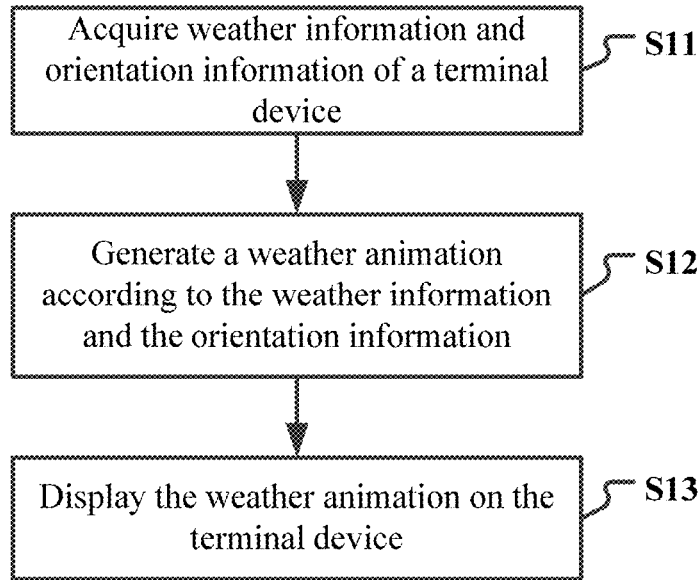 Acquire weather information and
orientation information of a terminal
device
S11
Generate a weather animation
according to the weather information
and the orientation information
S12
Display the weather animation on the
terminal device
S13